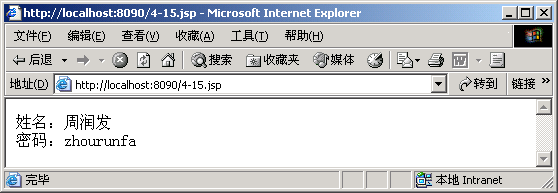 http://localhost:8090/4-15.jsp - Microsoft Internet Explorer
文件(F) 编辑(E) 查看(V) 收藏(A) 工具(T) 帮助(H)
后退 搜索 收藏夹 媒体 W
地址(D) http://localhost:8090/4-15.jsp 转到 链接 »
姓名：周润发
密码：zhourunfa
完毕 本地 Intranet